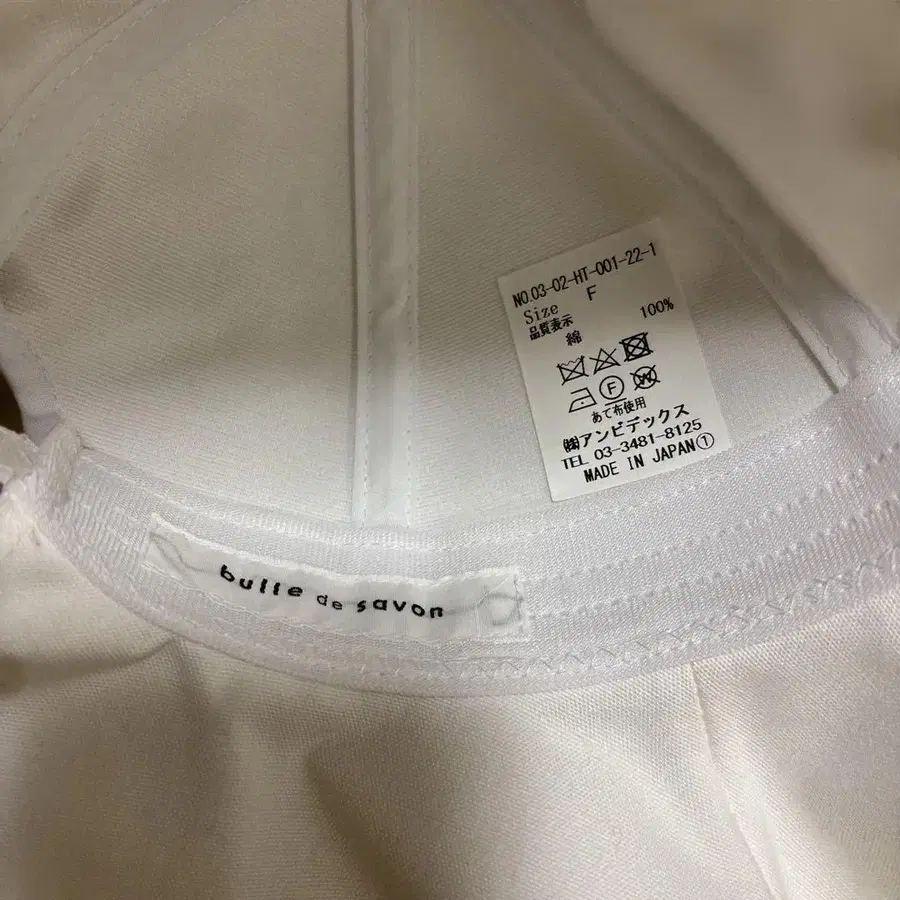 NO.03-02-HT-001-22-1
Size F
品質表示
綿 100%
F
W
あて布使用
㈱アンビデックス
TEL 03-3481-8125
MADE IN JAPAN①
bulle de savon